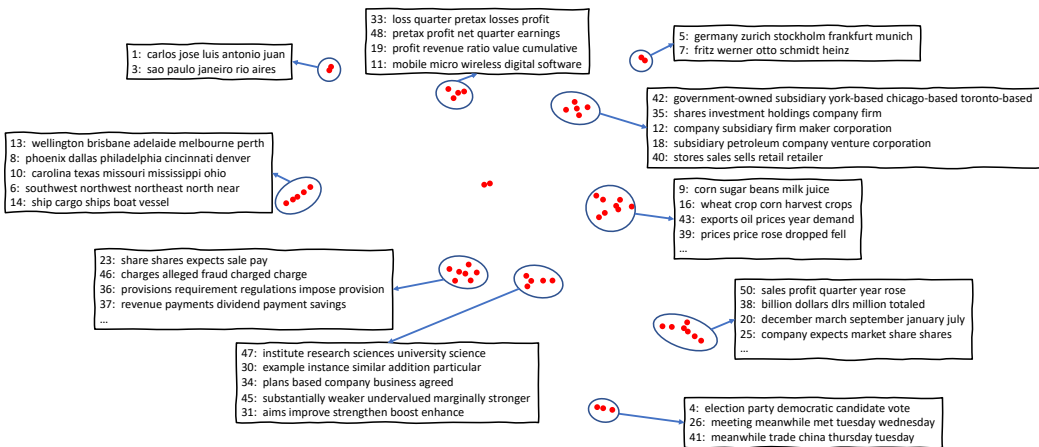 33: loss quarter pretax losses profit
48: pretax profit net quarter earnings
19: profit revenue ratio value cumulative
11: mobile micro wireless digital software
5: germany zurich stockholm frankfurt munich
7: fritz werner otto schmidt heinz
1: carlos jose luis antonio juan
3: sao paulo janeiro rio aires
42: government-owned subsidiary york-based chicago-based toronto-based
35: shares investment holdings company firm
12: company subsidiary firm maker corporation
18: subsidiary petroleum company venture corporation
40: stores sales sells retail retailer
13: wellington brisbane adelaide melbourne perth
8: phoenix dallas philadelphia cincinnati denver
10: carolina texas missouri mississippi ohio
6: southwest northwest northeast north near
14: ship cargo ships boat vessel
9: corn sugar beans milk juice
16: wheat crop corn harvest crops
43: exports oil prices year demand
39: prices price rose dropped fell
...
23: share shares expects sale pay
46: charges alleged fraud charged charge
36: provisions requirement regulations impose provision
37: revenue payments dividend payment savings
...
50: sales profit quarter year rose
38: billion dollars dlrs million totaled
20: december march september january july
25: company expects market share shares
...
47: institute research sciences university science
30: example instance similar addition particular
34: plans based company business agreed
45: substantially weaker undervalued marginally stronger
31: aims improve strengthen boost enhance
4: election party democratic candidate vote
26: meeting meanwhile met tuesday wednesday
41: meanwhile trade china thursday tuesday